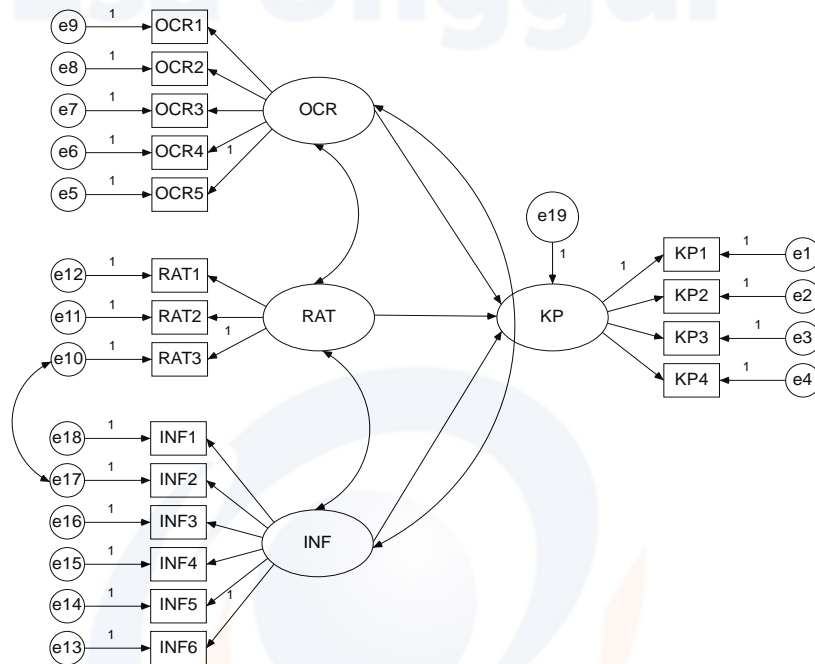 Esa Unggul
e9 1 OCR1
e8 1 OCR2
e7 1 OCR3
e6 1 OCR4
e5 1 OCR5
1
OCR
e12 1 RAT1
e11 1 RAT2
e10 1 RAT3
1
RAT
e18 1 INF1
e17 1 INF2
e16 1 INF3
e15 1 INF4
e14 1 INF5
e13 1 INF6
1
INF
e19
1
KP
1
KP1 1 e1
KP2 1 e2
KP3 1 e3
KP4 1 e4